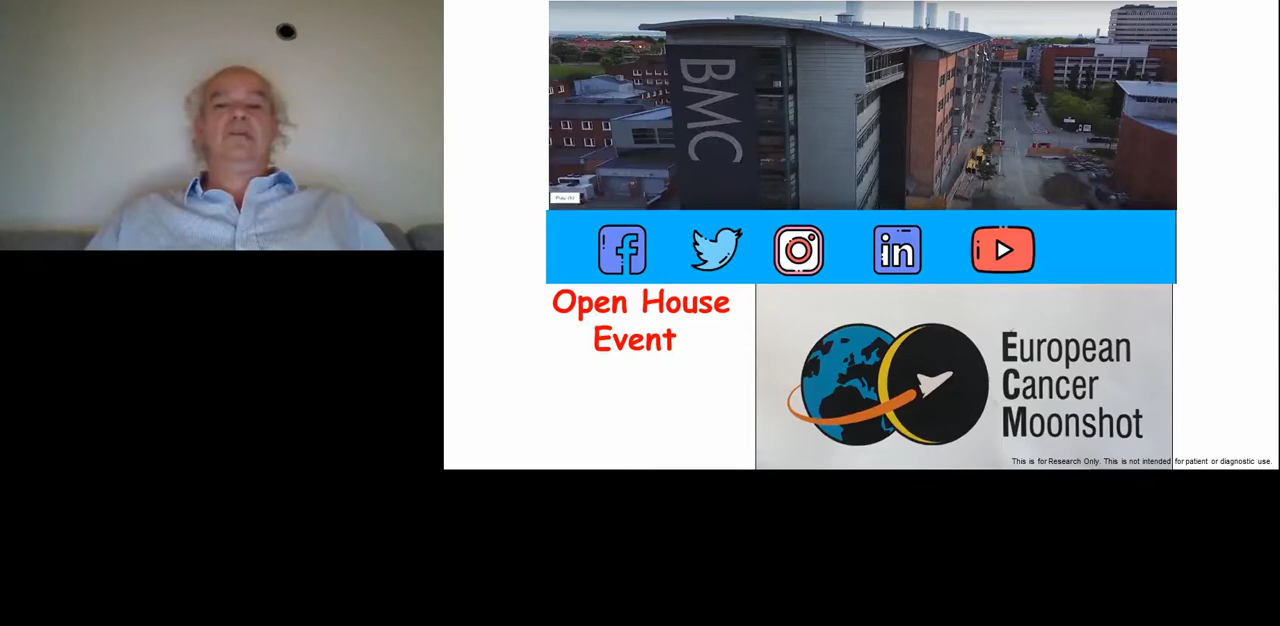 BMC
Play (k)
Open House
Event
European
Cancer
Moonshot
This is for Research Only. This is not intended for patient or diagnostic use.